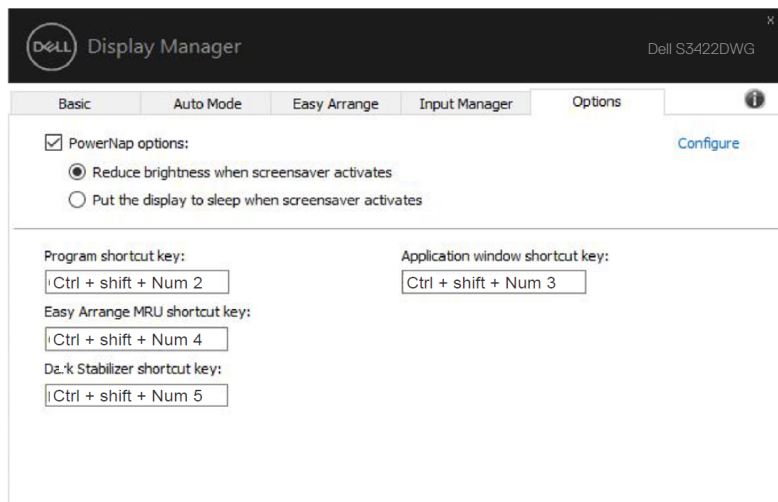 x
DELL Display Manager
Dell S3422DWG
Basic Auto Mode Easy Arrange Input Manager Options i
PowerNap options: Configure
Reduce brightness when screensaver activates
Put the display to sleep when screensaver activates
Program shortcut key: Application window shortcut key:
Ctrl + shift + Num 2 Ctrl + shift + Num 3
Easy Arrange MRU shortcut key:
Ctrl + shift + Num 4
Dark Stabilizer shortcut key:
Ctrl + shift + Num 5